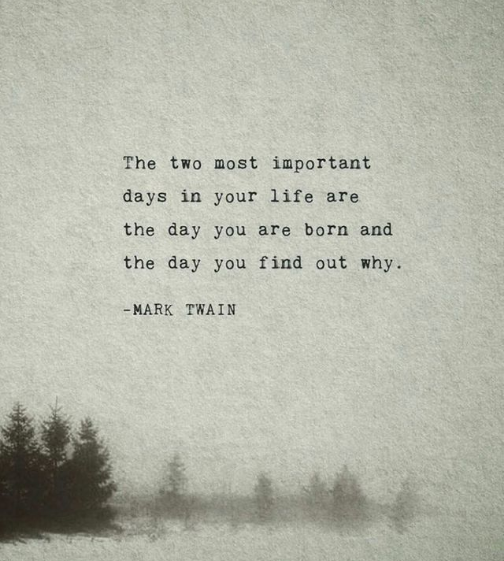 The two most important
days in your life are
the day you are born and
the day you find out why.
-MARK TWAIN